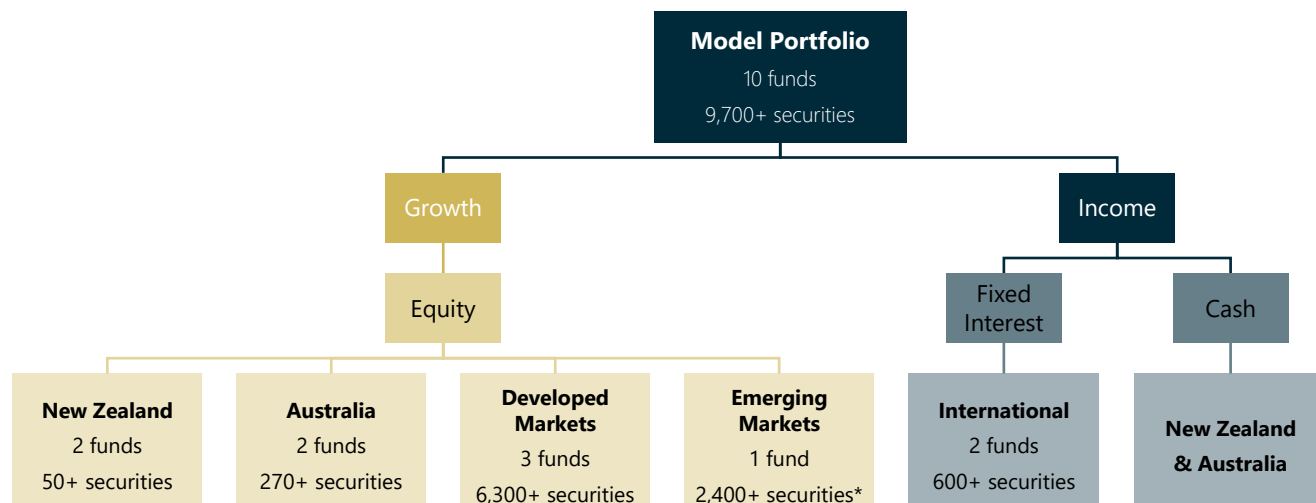 Model Portfolio
10 funds
9,700+ securities
Growth
Income
Equity
Fixed
Interest
Cash
New Zealand
2 funds
50+ securities
Australia
2 funds
270+ securities
Developed
Markets
3 funds
6,300+ securities
Emerging
Markets
1 fund
2,400+ securities*
International
2 funds
600+ securities
New Zealand
& Australia